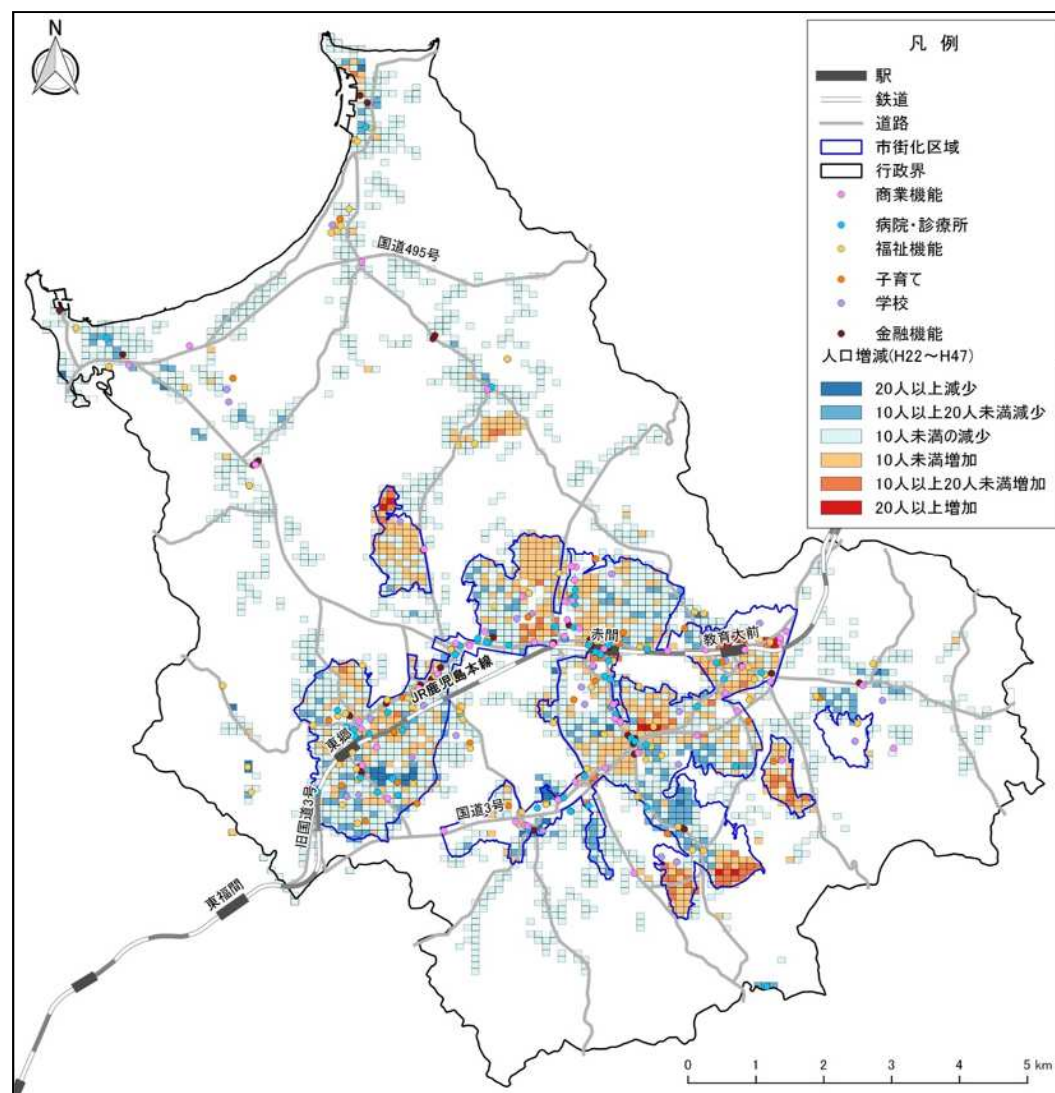 N
凡 例
駅
鉄道
道路
市街化区域
行政界
商業機能
病院・診療所
福祉機能
子育て
学校
金融機能
人口増減(H22～H47)
20人以上減少
10人以上20人未満減少
10人未満の減少
10人未満増加
10人以上20人未満増加
20人以上増加
国道495号
赤間
教育大前
JR鹿児島本線
東郷
国道3号
旧国道3号
東福間
0 1 2 3 4 5 km